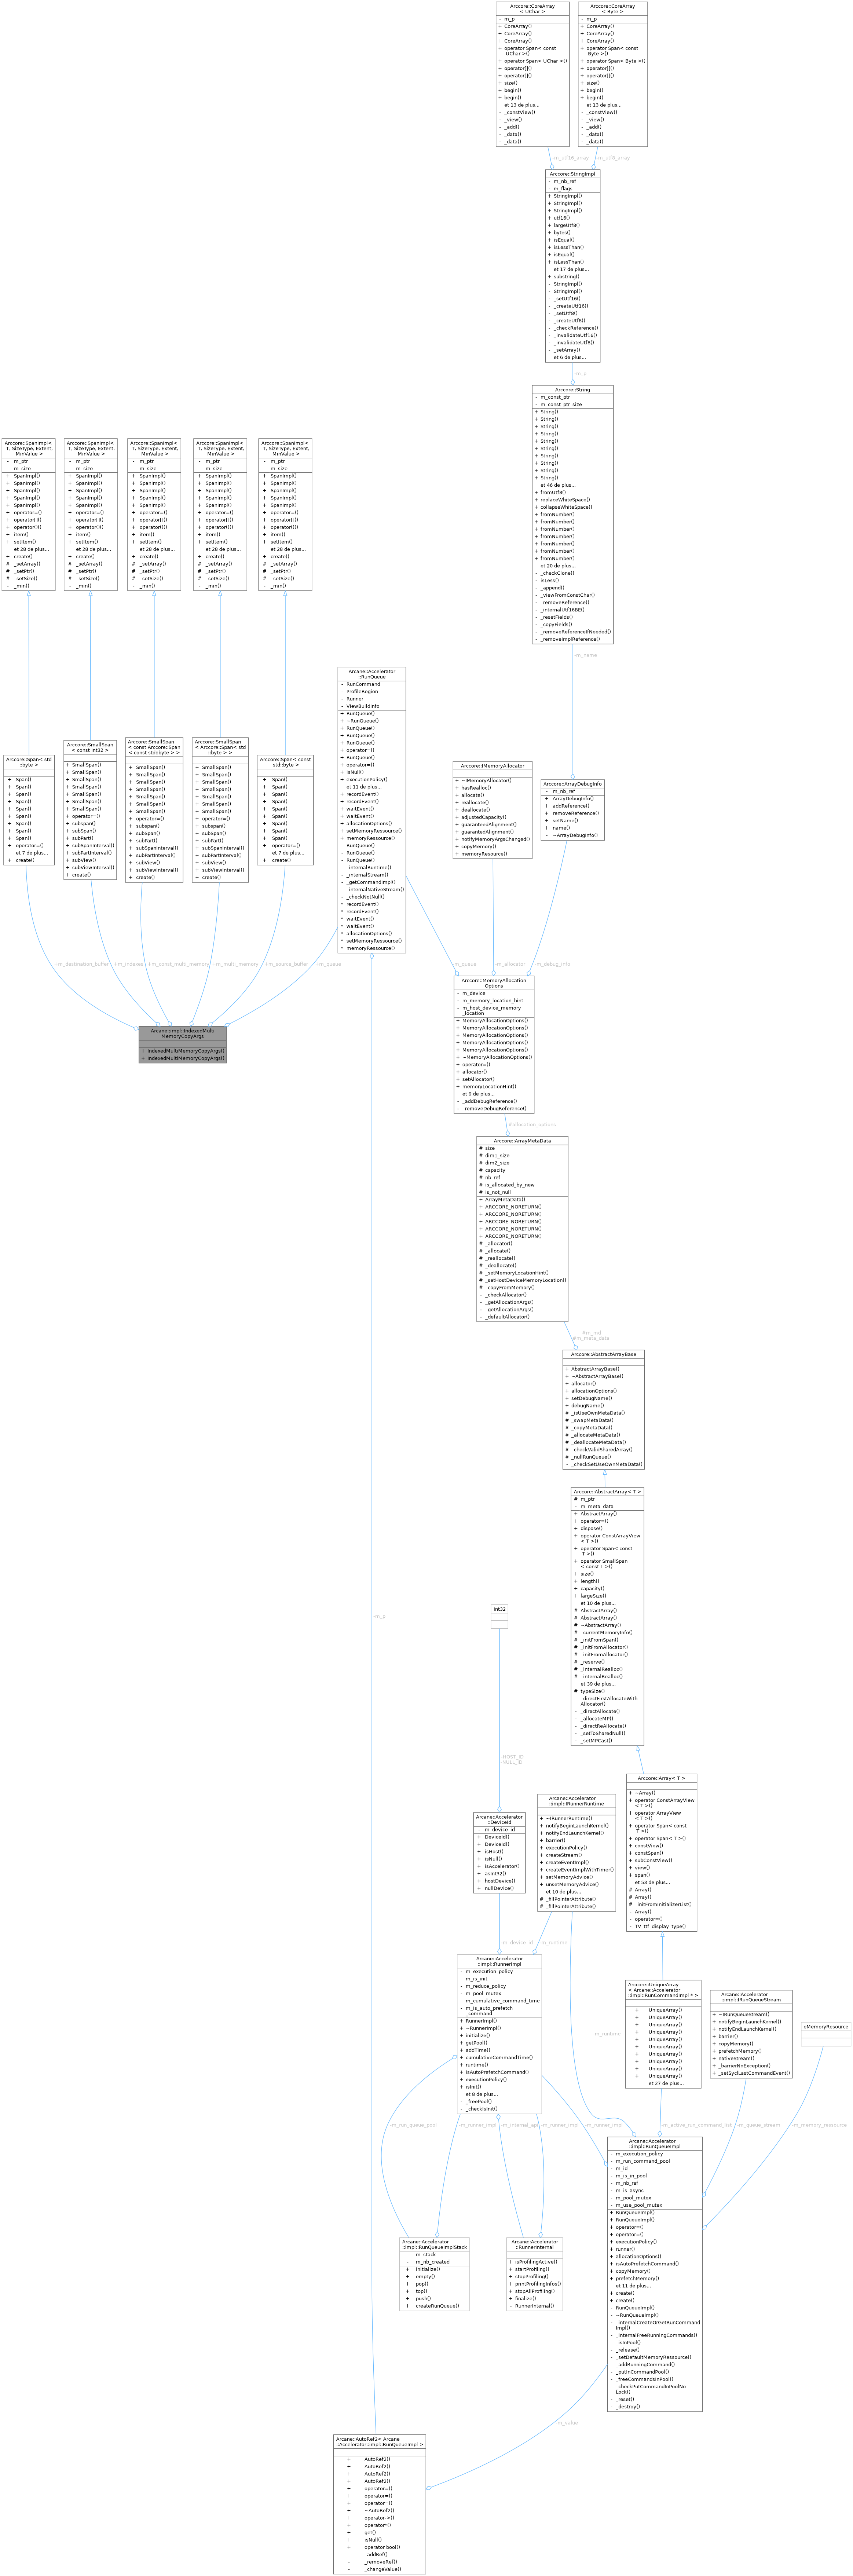 Arccore::CoreArray
< UChar >
- m_p
+ CoreArray()
+ CoreArray()
+ CoreArray()
+ operator Span< const
UChar >()
+ operator Span< UChar >()
+ operator[]()
+ operator[]()
+ size()
+ begin()
+ begin()
et 13 de plus...
- _constView()
- _view()
- _add()
- _data()
- _data()
Arccore::CoreArray
< Byte >
- m_p
+ CoreArray()
+ CoreArray()
+ CoreArray()
+ operator Span< const
Byte >()
+ operator Span< Byte >()
+ operator[]()
+ operator[]()
+ size()
+ begin()
+ begin()
et 13 de plus...
- _constView()
- _view()
- _add()
- _data()
- _data()
-m_utf16_array
-m_utf8_array
Arccore::StringImpl
- m_nb_ref
- m_flags
+ StringImpl()
+ StringImpl()
+ StringImpl()
+ utf16()
+ largeUtf8()
+ bytes()
+ isEqual()
+ isLessThan()
+ isEqual()
+ isLessThan()
et 17 de plus...
+ substring()
- StringImpl()
- StringImpl()
- _setUtf16()
- _createUtf16()
- _setUtf8()
- _createUtf8()
- _checkReference()
- _invalidateUtf16()
- _invalidateUtf8()
- _setArray()
et 6 de plus...
-m_p
Arccore::String
- m_const_ptr
- m_const_ptr_size
+ String()
+ String()
+ String()
+ String()
+ String()
+ String()
+ String()
+ String()
+ String()
+ String()
et 46 de plus...
+ fromUtf8()
+ replaceWhiteSpace()
+ collapseWhiteSpace()
+ fromNumber()
+ fromNumber()
+ fromNumber()
+ fromNumber()
+ fromNumber()
+ fromNumber()
+ fromNumber()
et 20 de plus...
- _checkClone()
- isLess()
- _append()
- _viewFromConstChar()
- _removeReference()
- _internalUtf16BE()
- _resetFields()
- _copyFields()
- _removeReferenceIfNeeded()
- _removeImplReference()
-m_name
Arccore::SpanImpl<
T, SizeType, Extent,
MinValue >
- m_ptr
- m_size
+ SpanImpl()
+ SpanImpl()
+ SpanImpl()
+ SpanImpl()
+ SpanImpl()
+ operator=()
+ operator[]()
+ operator()()
+ item()
+ setItem()
et 28 de plus...
+ create()
# _setArray()
# _setPtr()
# _setSize()
- _min()
Arccore::SpanImpl<
T, SizeType, Extent,
MinValue >
- m_ptr
- m_size
+ SpanImpl()
+ SpanImpl()
+ SpanImpl()
+ SpanImpl()
+ SpanImpl()
+ operator=()
+ operator[]()
+ operator()()
+ item()
+ setItem()
et 28 de plus...
+ create()
# _setArray()
# _setPtr()
# _setSize()
- _min()
Arccore::SpanImpl<
T, SizeType, Extent,
MinValue >
- m_ptr
- m_size
+ SpanImpl()
+ SpanImpl()
+ SpanImpl()
+ SpanImpl()
+ SpanImpl()
+ operator=()
+ operator[]()
+ operator()()
+ item()
+ setItem()
et 28 de plus...
+ create()
# _setArray()
# _setPtr()
# _setSize()
- _min()
Arccore::SpanImpl<
T, SizeType, Extent,
MinValue >
- m_ptr
- m_size
+ SpanImpl()
+ SpanImpl()
+ SpanImpl()
+ SpanImpl()
+ SpanImpl()
+ operator=()
+ operator[]()
+ operator()()
+ item()
+ setItem()
et 28 de plus...
+ create()
# _setArray()
# _setPtr()
# _setSize()
- _min()
Arccore::SpanImpl<
T, SizeType, Extent,
MinValue >
- m_ptr
- m_size
+ SpanImpl()
+ SpanImpl()
+ SpanImpl()
+ SpanImpl()
+ SpanImpl()
+ operator=()
+ operator[]()
+ operator()()
+ item()
+ setItem()
et 28 de plus...
+ create()
# _setArray()
# _setPtr()
# _setSize()
- _min()
Arccore::Span< std
::byte >
+ Span()
+ Span()
+ Span()
+ Span()
+ Span()
+ Span()
+ Span()
+ Span()
+ Span()
+ operator=()
et 7 de plus...
+ create()
Arccore::SmallSpan
< const Int32 >
+ SmallSpan()
+ SmallSpan()
+ SmallSpan()
+ SmallSpan()
+ SmallSpan()
+ SmallSpan()
+ SmallSpan()
+ operator=()
+ subspan()
+ subSpan()
+ subPart()
+ subSpanInterval()
+ subPartInterval()
+ subView()
+ subViewInterval()
+ create()
Arccore::SmallSpan
< const Arccore::Span
< const std::byte > >
+ SmallSpan()
+ SmallSpan()
+ SmallSpan()
+ SmallSpan()
+ SmallSpan()
+ SmallSpan()
+ SmallSpan()
+ operator=()
+ subspan()
+ subSpan()
+ subPart()
+ subSpanInterval()
+ subPartInterval()
+ subView()
+ subViewInterval()
+ create()
Arccore::SmallSpan
< Arccore::Span< std
::byte > >
+ SmallSpan()
+ SmallSpan()
+ SmallSpan()
+ SmallSpan()
+ SmallSpan()
+ SmallSpan()
+ SmallSpan()
+ operator=()
+ subspan()
+ subSpan()
+ subPart()
+ subSpanInterval()
+ subPartInterval()
+ subView()
+ subViewInterval()
+ create()
Arccore::Span< const
std::byte >
+ Span()
+ Span()
+ Span()
+ Span()
+ Span()
+ Span()
+ Span()
+ Span()
+ Span()
+ operator=()
et 7 de plus...
+ create()
Arcane::Accelerator
::RunQueue
- RunCommand
- ProfileRegion
- Runner
- ViewBuildInfo
+ RunQueue()
+ ~RunQueue()
+ RunQueue()
+ RunQueue()
+ RunQueue()
+ operator=()
+ RunQueue()
+ operator=()
+ isNull()
+ executionPolicy()
et 11 de plus...
+ recordEvent()
+ recordEvent()
+ waitEvent()
+ waitEvent()
+ allocationOptions()
+ setMemoryRessource()
+ memoryRessource()
- RunQueue()
- RunQueue()
- RunQueue()
- _internalRuntime()
- _internalStream()
- _getCommandImpl()
- _internalNativeStream()
- _checkNotNull()
* recordEvent()
* recordEvent()
* waitEvent()
* waitEvent()
* allocationOptions()
* setMemoryRessource()
* memoryRessource()
Arccore::IMemoryAllocator
+ ~IMemoryAllocator()
+ hasRealloc()
+ allocate()
+ reallocate()
+ deallocate()
+ adjustedCapacity()
+ guaranteedAlignment()
+ guarantedAlignment()
+ notifyMemoryArgsChanged()
+ copyMemory()
+ memoryResource()
Arccore::ArrayDebugInfo
- m_nb_ref
+ ArrayDebugInfo()
+ addReference()
+ removeReference()
+ setName()
+ name()
- ~ArrayDebugInfo()
+m_destination_buffer
+m_indexes
+m_const_multi_memory
+m_multi_memory
+m_source_buffer
+m_queue
-m_queue
-m_allocator
-m_debug_info
Arcane::impl::IndexedMulti
MemoryCopyArgs
+ IndexedMultiMemoryCopyArgs()
+ IndexedMultiMemoryCopyArgs()
Arccore::MemoryAllocation
Options
- m_device
- m_memory_location_hint
- m_host_device_memory
_location
+ MemoryAllocationOptions()
+ MemoryAllocationOptions()
+ MemoryAllocationOptions()
+ MemoryAllocationOptions()
+ MemoryAllocationOptions()
+ ~MemoryAllocationOptions()
+ operator=()
+ allocator()
+ setAllocator()
+ memoryLocationHint()
et 9 de plus...
- _addDebugReference()
- _removeDebugReference()
#allocation_options
Arccore::ArrayMetaData
# size
# dim1_size
# dim2_size
# capacity
# nb_ref
# is_allocated_by_new
# is_not_null
+ ArrayMetaData()
+ ARCCORE_NORETURN()
+ ARCCORE_NORETURN()
+ ARCCORE_NORETURN()
+ ARCCORE_NORETURN()
+ ARCCORE_NORETURN()
# _allocator()
# _allocate()
# _reallocate()
# _deallocate()
# _setMemoryLocationHint()
# _setHostDeviceMemoryLocation()
# _copyFromMemory()
- _checkAllocator()
- _getAllocationArgs()
- _getAllocationArgs()
- _defaultAllocator()
#m_md
#m_meta_data
Arccore::AbstractArrayBase
+ AbstractArrayBase()
+ ~AbstractArrayBase()
+ allocator()
+ allocationOptions()
+ setDebugName()
+ debugName()
# _isUseOwnMetaData()
# _swapMetaData()
# _copyMetaData()
# _allocateMetaData()
# _deallocateMetaData()
# _checkValidSharedArray()
# _nullRunQueue()
- _checkSetUseOwnMetaData()
Arccore::AbstractArray< T >
# m_ptr
- m_meta_data
+ AbstractArray()
+ operator=()
+ dispose()
+ operator ConstArrayView
< T >()
+ operator Span< const
T >()
+ operator SmallSpan
< const T >()
+ size()
+ length()
+ capacity()
+ largeSize()
et 10 de plus...
# AbstractArray()
# AbstractArray()
# ~AbstractArray()
# _currentMemoryInfo()
# _initFromSpan()
# _initFromAllocator()
# _initFromAllocator()
# _reserve()
# _internalRealloc()
# _internalRealloc()
et 39 de plus...
# typeSize()
- _directFirstAllocateWith
Allocator()
- _directAllocate()
- _allocateMP()
- _directReAllocate()
- _setToSharedNull()
- _setMPCast()
-m_p
Int32
-HOST_ID
-NULL_ID
Arccore::Array< T >
+ ~Array()
+ operator ConstArrayView
< T >()
+ operator ArrayView
< T >()
+ operator Span< const
T >()
+ operator Span< T >()
+ constView()
+ constSpan()
+ subConstView()
+ view()
+ span()
et 53 de plus...
# Array()
# Array()
# _initFromInitializerList()
- Array()
- operator=()
- TV_ttf_display_type()
Arcane::Accelerator
::DeviceId
- m_device_id
+ DeviceId()
+ DeviceId()
+ isHost()
+ isNull()
+ isAccelerator()
+ asInt32()
+ hostDevice()
+ nullDevice()
Arcane::Accelerator
::impl::IRunnerRuntime
+ ~IRunnerRuntime()
+ notifyBeginLaunchKernel()
+ notifyEndLaunchKernel()
+ barrier()
+ executionPolicy()
+ createStream()
+ createEventImpl()
+ createEventImplWithTimer()
+ setMemoryAdvice()
+ unsetMemoryAdvice()
et 10 de plus...
# _fillPointerAttribute()
# _fillPointerAttribute()
-m_device_id
-m_runtime
Arcane::Accelerator
::impl::RunnerImpl
- m_execution_policy
- m_is_init
- m_reduce_policy
- m_pool_mutex
- m_cumulative_command_time
- m_is_auto_prefetch
_command
+ RunnerImpl()
+ ~RunnerImpl()
+ initialize()
+ getPool()
+ addTime()
+ cumulativeCommandTime()
+ runtime()
+ isAutoPrefetchCommand()
+ executionPolicy()
+ isInit()
et 8 de plus...
- _freePool()
- _checkIsInit()
-m_runtime
Arccore::UniqueArray
< Arcane::Accelerator
::impl::RunCommandImpl * >
+ UniqueArray()
+ UniqueArray()
+ UniqueArray()
+ UniqueArray()
+ UniqueArray()
+ UniqueArray()
+ UniqueArray()
+ UniqueArray()
+ UniqueArray()
+ UniqueArray()
et 27 de plus...
Arcane::Accelerator
::impl::IRunQueueStream
+ ~IRunQueueStream()
+ notifyBeginLaunchKernel()
+ notifyEndLaunchKernel()
+ barrier()
+ copyMemory()
+ prefetchMemory()
+ nativeStream()
+ _barrierNoException()
+ _setSyclLastCommandEvent()
eMemoryResource
-m_run_queue_pool
-m_runner_impl
-m_internal_api
-m_runner_impl
-m_runner_impl
-m_active_run_command_list
-m_queue_stream
-m_memory_ressource
Arcane::Accelerator
::impl::RunQueueImplStack
- m_stack
- m_nb_created
+ initialize()
+ empty()
+ pop()
+ top()
+ push()
+ createRunQueue()
Arcane::Accelerator
::RunnerInternal
+ isProfilingActive()
+ startProfiling()
+ stopProfiling()
+ printProfilingInfos()
+ stopAllProfiling()
+ finalize()
- RunnerInternal()
Arcane::Accelerator
::impl::RunQueueImpl
- m_execution_policy
- m_run_command_pool
- m_id
- m_is_in_pool
- m_nb_ref
- m_is_async
- m_pool_mutex
- m_use_pool_mutex
+ RunQueueImpl()
+ RunQueueImpl()
+ operator=()
+ operator=()
+ executionPolicy()
+ runner()
+ allocationOptions()
+ isAutoPrefetchCommand()
+ copyMemory()
+ prefetchMemory()
et 11 de plus...
+ create()
+ create()
- RunQueueImpl()
- ~RunQueueImpl()
- _internalCreateOrGetRunCommand
Impl()
- _internalFreeRunningCommands()
- _isInPool()
- _release()
- _setDefaultMemoryRessource()
- _addRunningCommand()
- _putInCommandPool()
- _freeCommandsInPool()
- _checkPutCommandInPoolNo
Lock()
- _reset()
- _destroy()
-m_value
Arcane::AutoRef2< Arcane
::Accelerator::impl::RunQueueImpl >
+ AutoRef2()
+ AutoRef2()
+ AutoRef2()
+ AutoRef2()
+ operator=()
+ operator=()
+ operator=()
+ ~AutoRef2()
+ operator->()
+ operator*()
+ get()
+ isNull()
+ operator bool()
- _addRef()
- _removeRef()
- _changeValue()